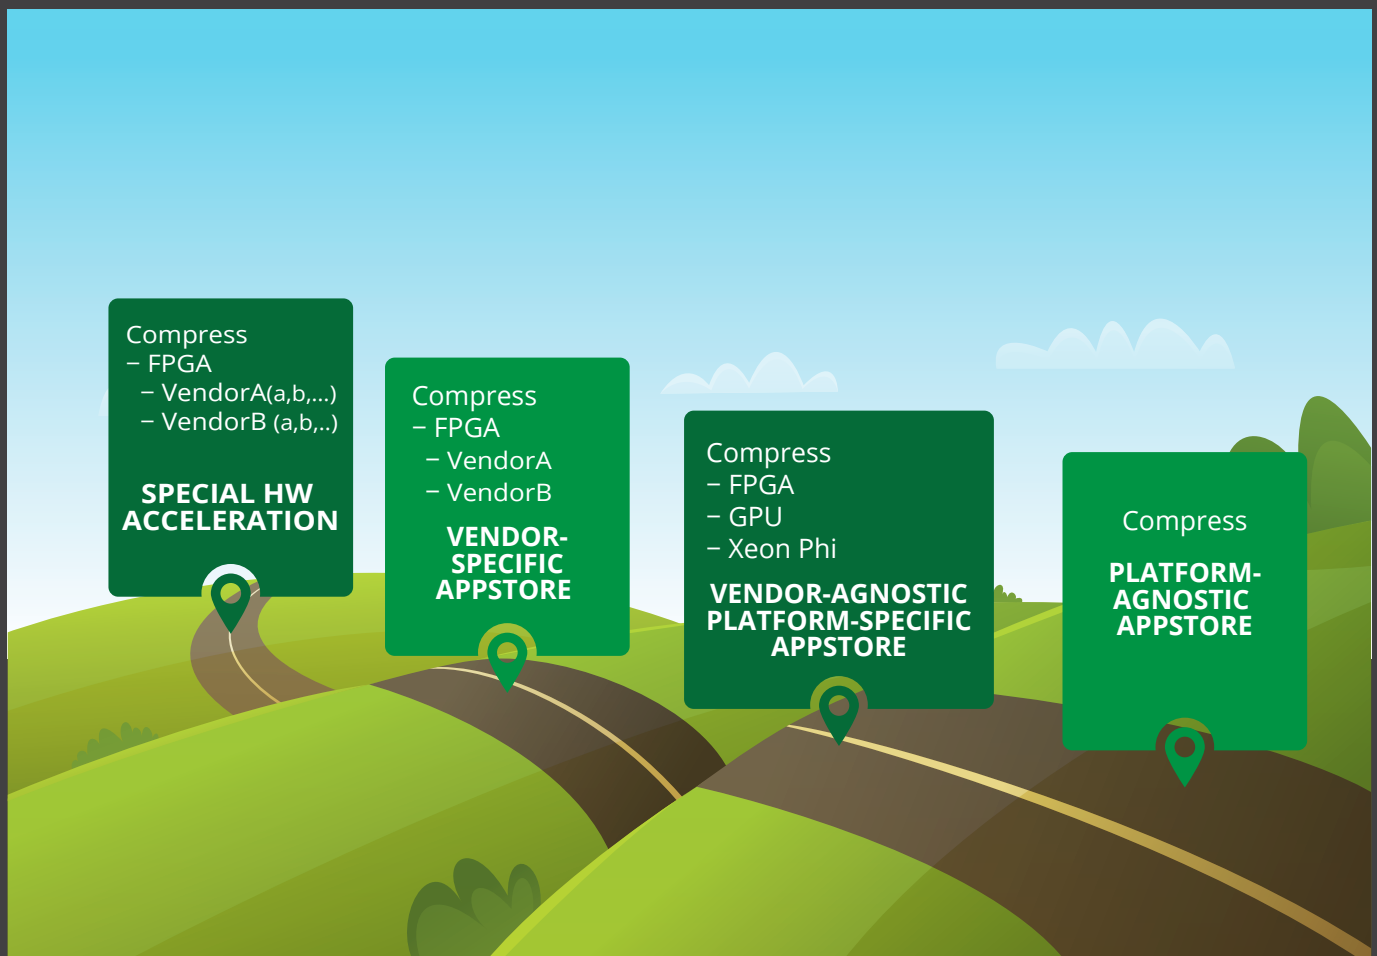 Compress
– FPGA
– VendorA(a,b,...)
– VendorB (a,b,..)
SPECIAL HW
ACCELERATION
Compress
– FPGA
– VendorA
– VendorB
VENDOR-
SPECIFIC
APPSTORE
Compress
– FPGA
– GPU
– Xeon Phi
VENDOR-AGNOSTIC
PLATFORM-SPECIFIC
APPSTORE
Compress
PLATFORM-
AGNOSTIC
APPSTORE